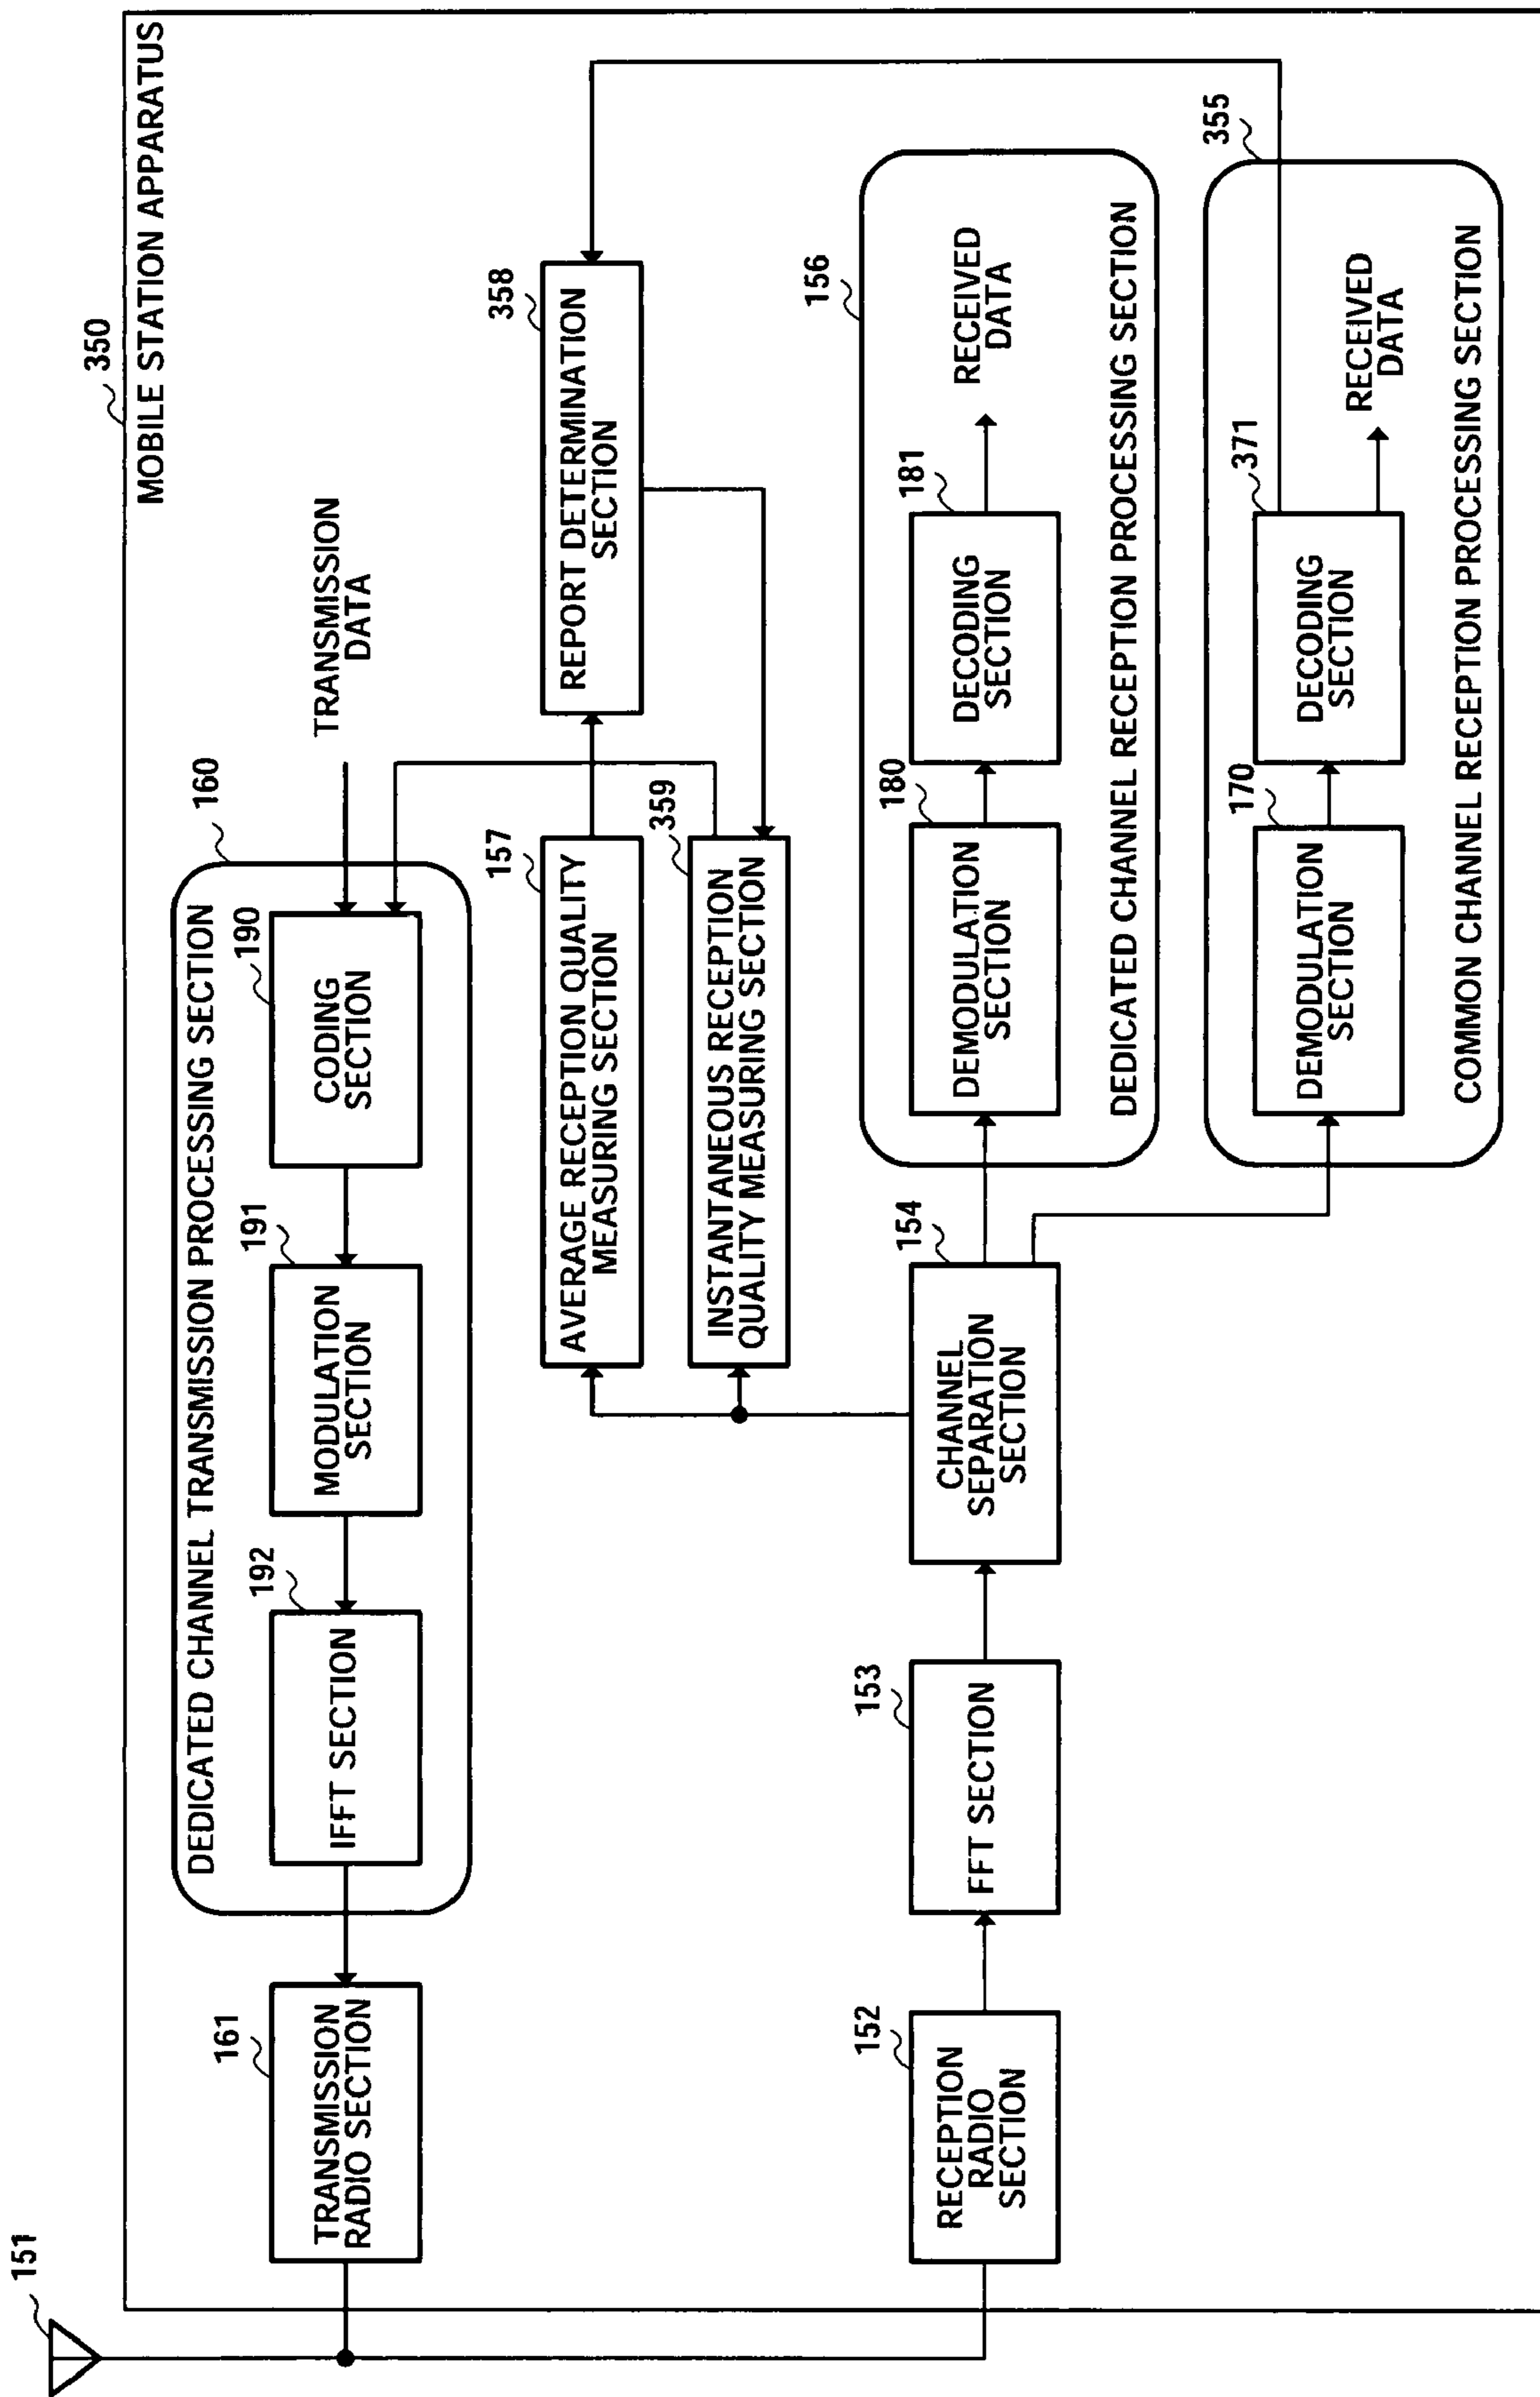 350
MOBILE STATION APPARATUS
151
161
TRANSMISSION
RADIO SECTION
160
DEDICATED CHANNEL TRANSMISSION PROCESSING SECTION
192
IFFT SECTION
191
MODULATION
SECTION
190
CODING
SECTION
TRANSMISSION
DATA
157
AVERAGE RECEPTION QUALITY
MEASURING SECTION
358
REPORT DETERMINATION
SECTION
359
INSTANTANEOUS RECEPTION
QUALITY MEASURING SECTION
152
RECEPTION
RADIO
SECTION
153
FFT SECTION
154
CHANNEL
SEPARATION
SECTION
156
180
DEMODULATION
SECTION
181
DECODING
SECTION
RECEIVED
DATA
DEDICATED CHANNEL RECEPTION PROCESSING SECTION
355
170
DEMODULATION
SECTION
371
DECODING
SECTION
RECEIVED
DATA
COMMON CHANNEL RECEPTION PROCESSING SECTION